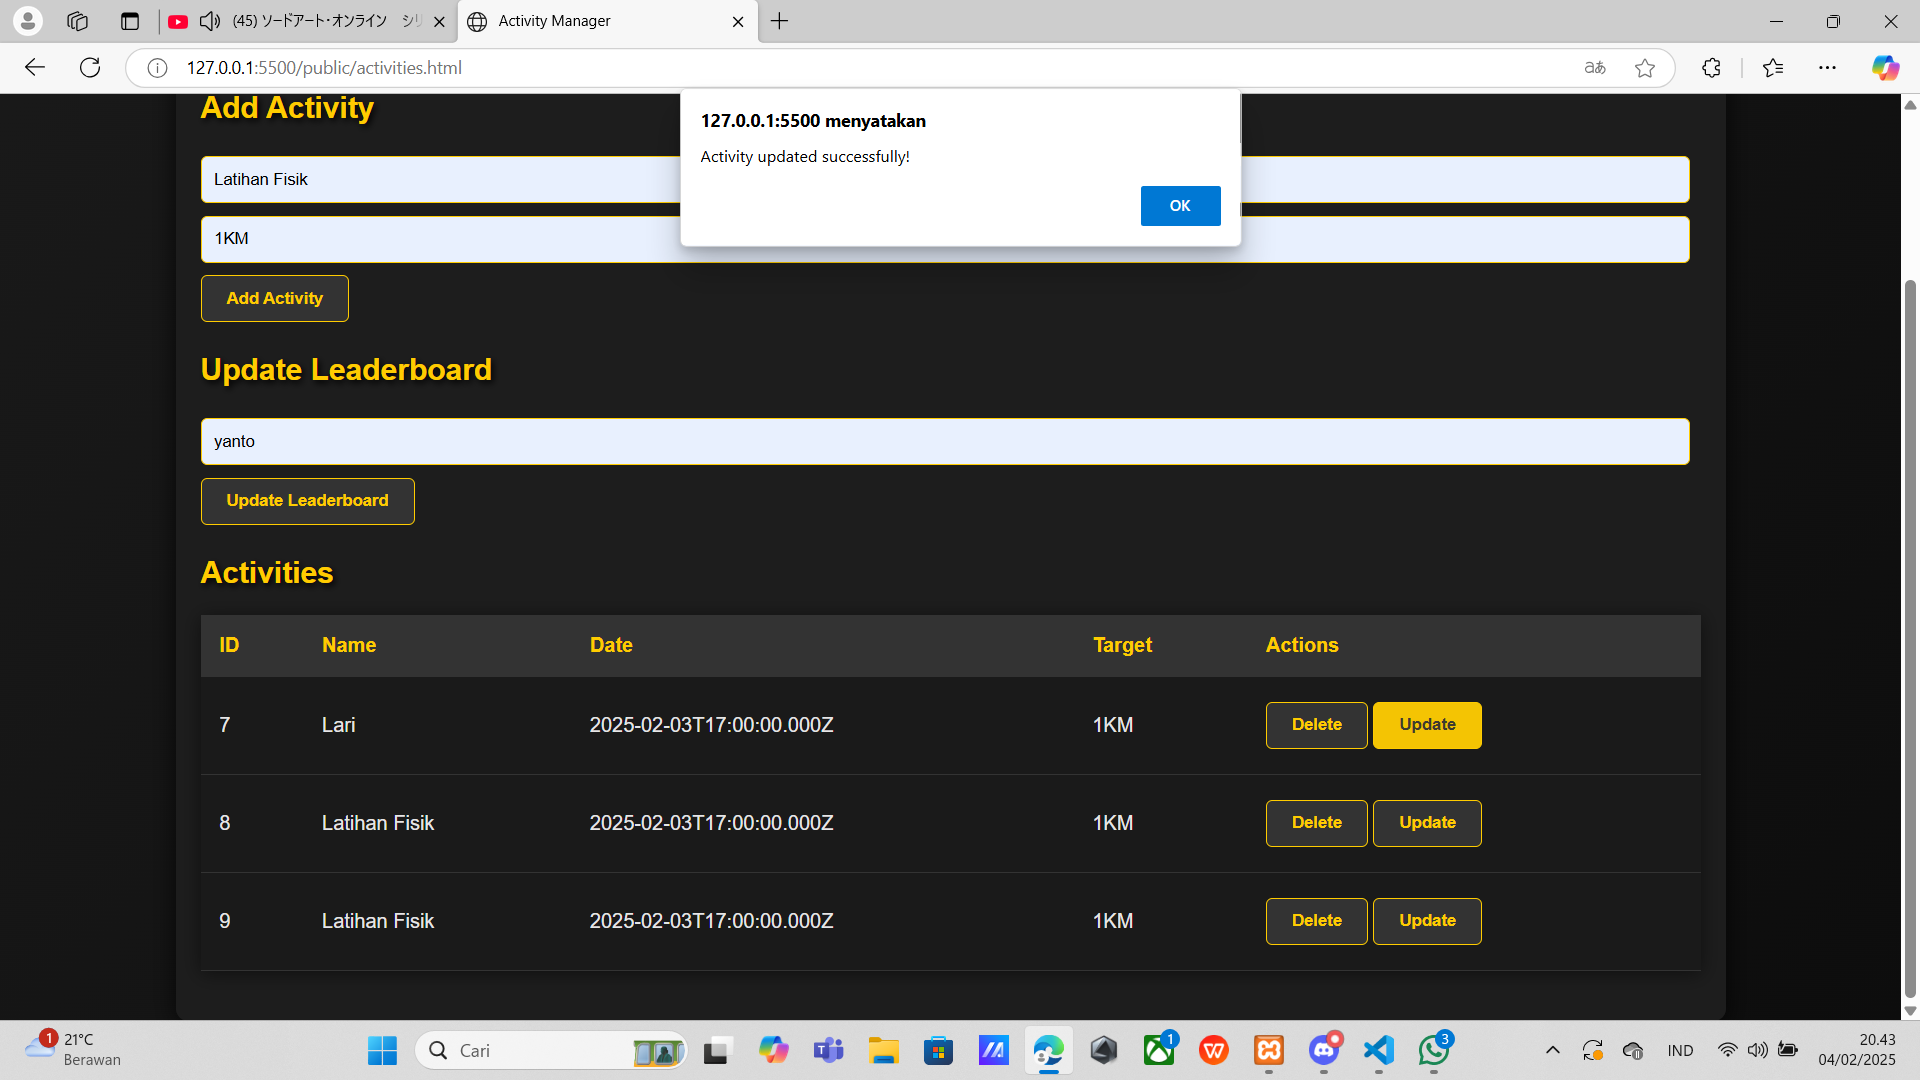 (45) ソードアート・オンライン シリ
Activity Manager
127.0.0.1:5500/public/activities.html
Add Activity
127.0.0.1:5500 menyatakan
Activity updated successfully!
OK
Latihan Fisik
1KM
Add Activity
Update Leaderboard
yanto
Update Leaderboard
Activities
ID Name Date Target Actions
7 Lari 2025-02-03T17:00:00.000Z 1KM Delete Update
8 Latihan Fisik 2025-02-03T17:00:00.000Z 1KM Delete Update
9 Latihan Fisik 2025-02-03T17:00:00.000Z 1KM Delete Update
1 21°C
Berawan
Cari
1
3
IND
20.43
04/02/2025